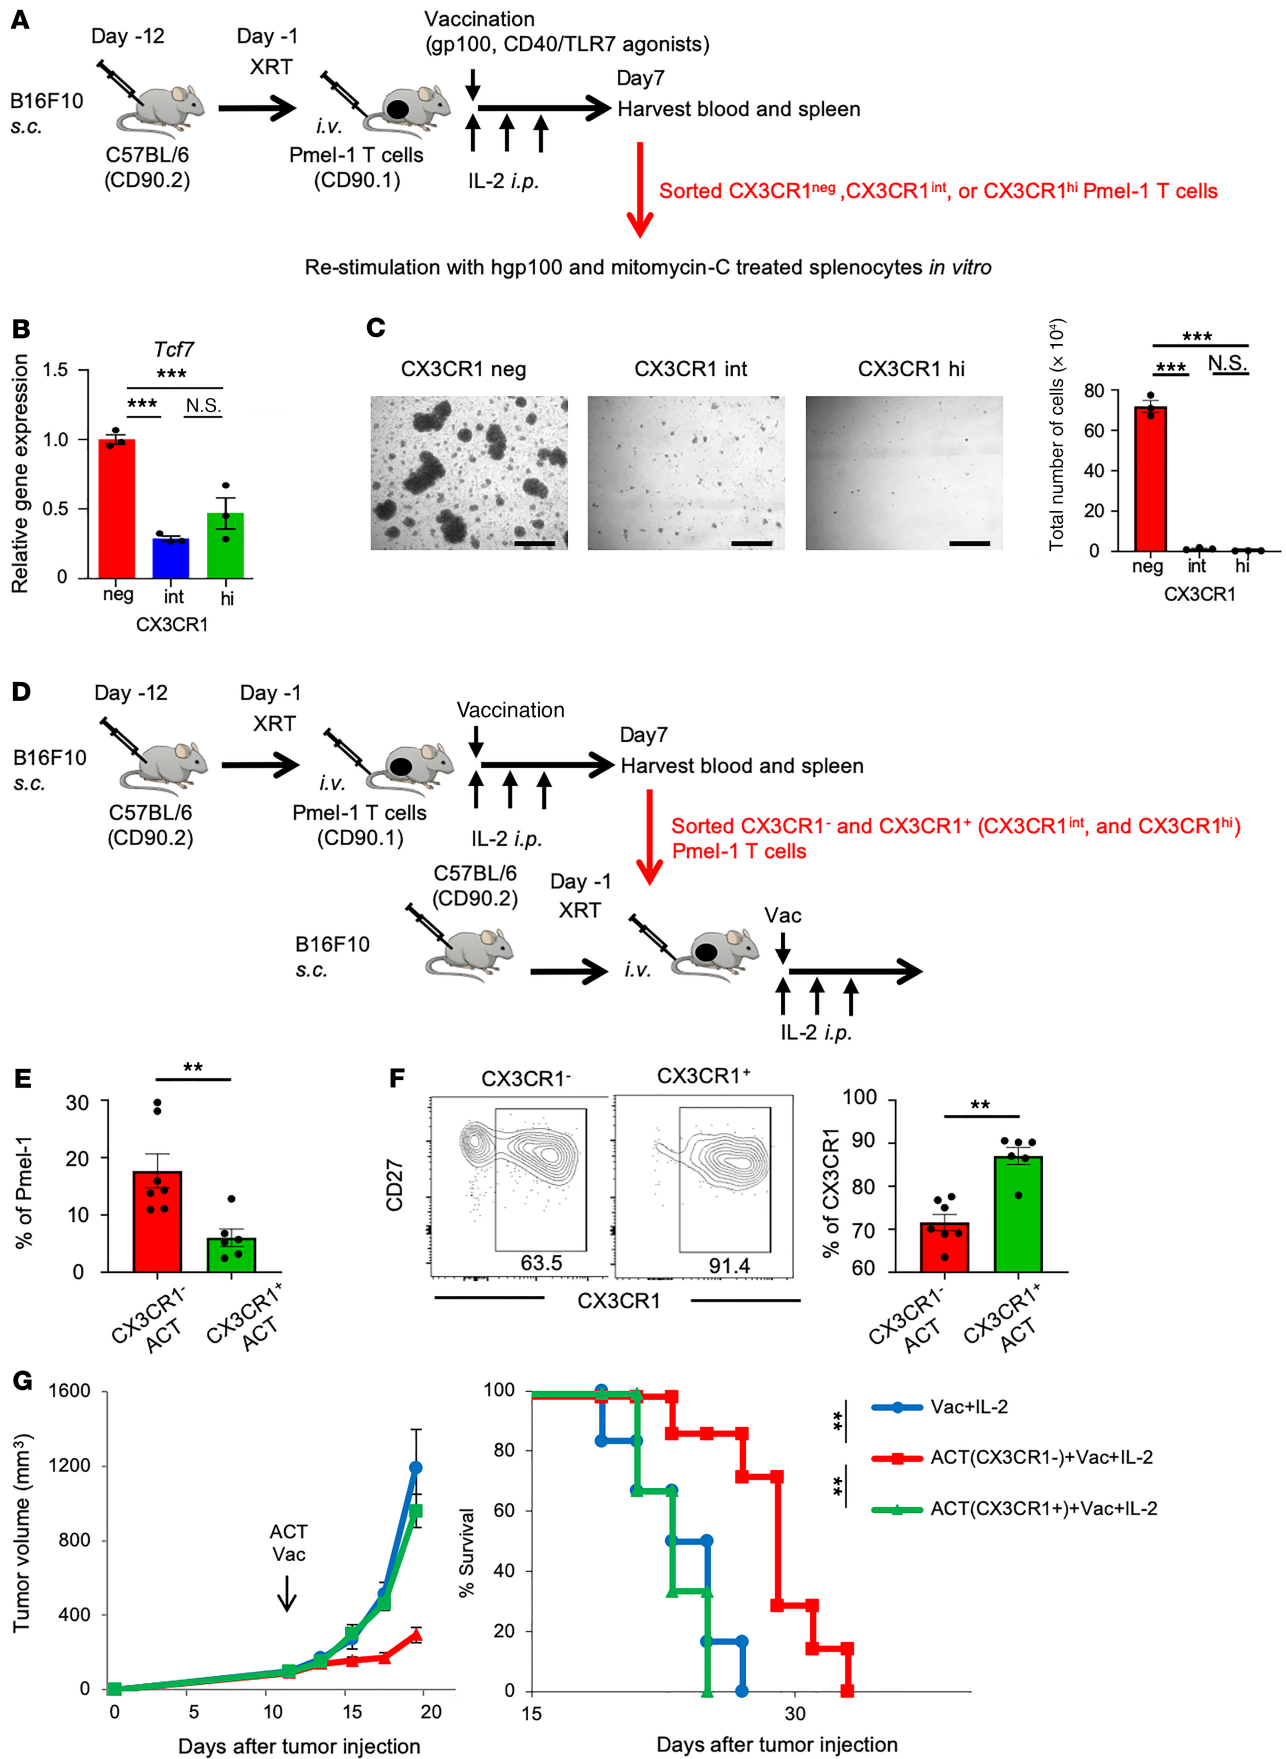 A
Day -12
Day -1
XRT
Vaccination
(gp100, CD40/TLR7 agonists)
Day7
Harvest blood and spleen
B16F10
s.c.
i.v.
C57BL/6
(CD90.2)
Pmel-1 T cells
(CD90.1)
IL-2 i.p.
Sorted CX3CR1neg ,CX3CR1int, or CX3CR1hi Pmel-1 T cells
Re-stimulation with hgp100 and mitomycin-C treated splenocytes in vitro
B
Tcf7
***
***
N.S.
Relative gene expression
1.5
1.0
0.5
0
neg
int
hi
CX3CR1
C
CX3CR1 neg
CX3CR1 int
CX3CR1 hi
Total number of cells (× 10⁴)
***
***
N.S.
80
60
40
20
0
neg
int
hi
CX3CR1
D
Day -12
Day -1
XRT
Vaccination
Day7
Harvest blood and spleen
B16F10
s.c.
i.v.
C57BL/6
(CD90.2)
Pmel-1 T cells
(CD90.1)
IL-2 i.p.
Sorted CX3CR1- and CX3CR1+ (CX3CR1int, and CX3CR1hi)
Pmel-1 T cells
C57BL/6
(CD90.2)
Day -1
XRT
Vac
B16F10
s.c.
i.v.
IL-2 i.p.
E
**
% of Pmel-1
30
20
10
0
CX3CR1-
ACT
CX3CR1+
ACT
F
CX3CR1-
CX3CR1+
CD27
63.5
91.4
CX3CR1
% of CX3CR1
**
100
90
80
70
60
CX3CR1-
ACT
CX3CR1+
ACT
G
Tumor volume (mm³)
1600
1200
800
400
0
ACT
Vac
0
5
10
15
20
Days after tumor injection
% Survival
100
80
60
40
20
0
15
30
Days after tumor injection
**
**
Vac+IL-2
ACT(CX3CR1-)+Vac+IL-2
ACT(CX3CR1+)+Vac+IL-2